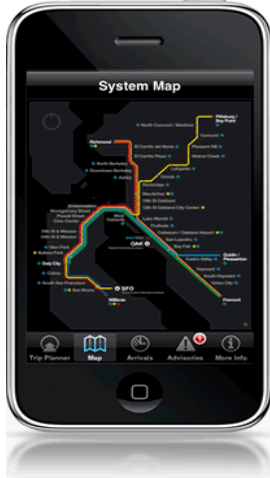 System Map
Pittsburg /
Bay Point
North Concord / Martinez
Concord
Richmond
El Cerrito del Norte
Pleasant Hill
El Cerrito Plaza
Walnut Creek
North Berkeley
Lafayette
Downtown Berkeley
Orinda
Ashby
Rockridge
MacArthur
19th St Oakland
12th St Oakland City Center
Embarcadero
Montgomery Street
Powell Street
Civic Center
West
Oakland
Lake Merritt
Fruitvale
16th St & Mission
Coliseum / Oakland Airport
24th St & Mission
San Leandro
OAK
Bay Fair
Glen Park
Dublin /
Pleasanton
Balboa Park
Castro Valley
Daly City
Hayward
Colma
South Hayward
South San Francisco
Union City
San Bruno
SFO
Millbrae
Fremont
Trip Planner
Map
Arrivals
Advisories
More Info